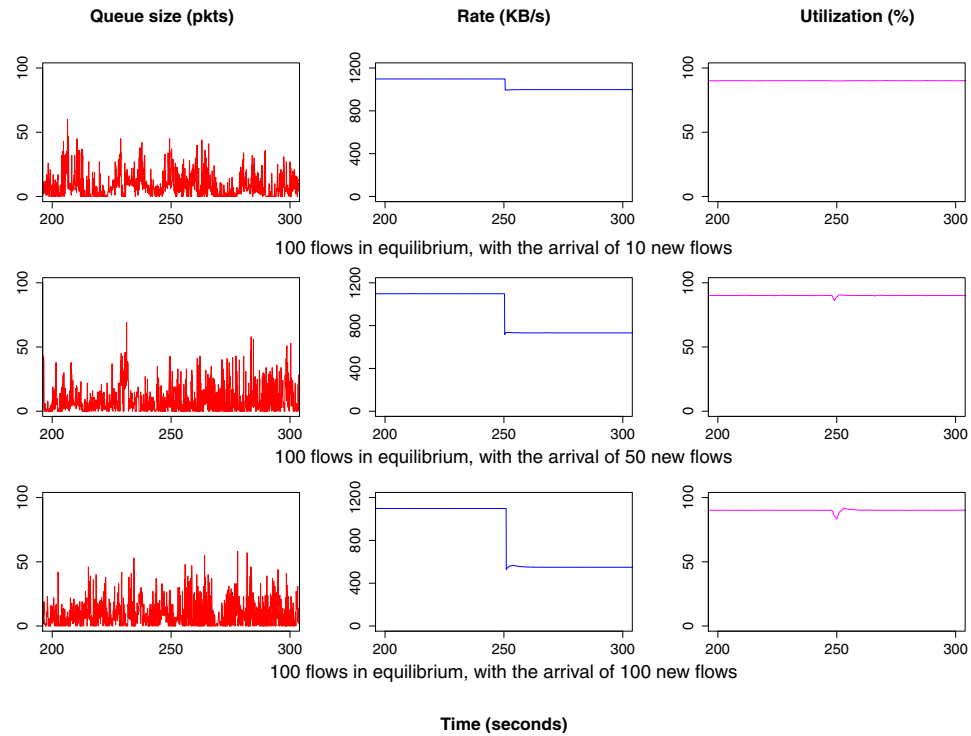 Queue size (pkts) Rate (KB/s) Utilization (%)
0 50 100 0 400 800 1200 0 50 100
200 250 300 200 250 300 200 250 300
100 flows in equilibrium, with the arrival of 10 new flows
0 50 100 0 400 800 1200 0 50 100
200 250 300 200 250 300 200 250 300
100 flows in equilibrium, with the arrival of 50 new flows
0 50 100 0 400 800 1200 0 50 100
200 250 300 200 250 300 200 250 300
100 flows in equilibrium, with the arrival of 100 new flows
Time (seconds)